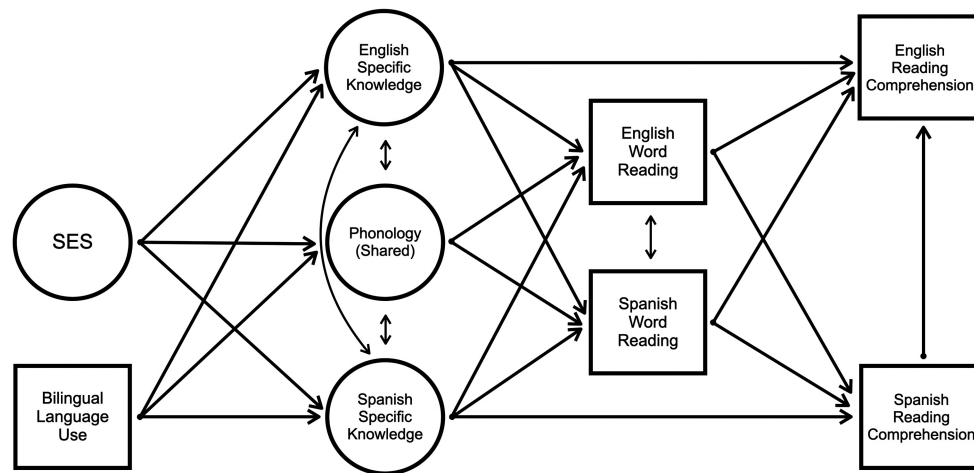 English
Specific
Knowledge
English
Reading
Comprehension
English
Word
Reading
SES
Phonology
(Shared)
Spanish
Word
Reading
Bilingual
Language
Use
Spanish
Specific
Knowledge
Spanish
Reading
Comprehension